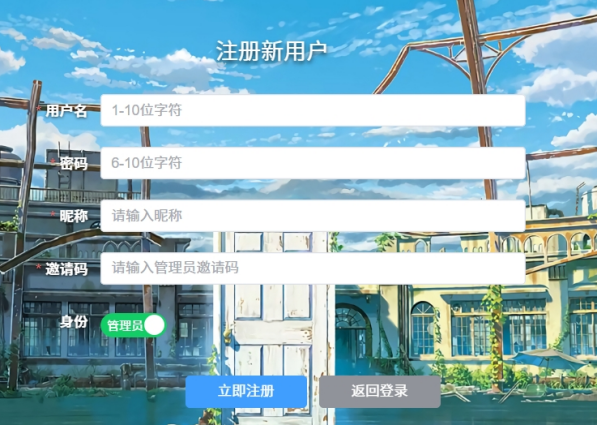 注册新用户
* 用户名 1-10位字符
* 密码 6-10位字符
* 昵称 请输入昵称
* 邀请码 请输入管理员邀请码
身份 管理员
立即注册 返回登录